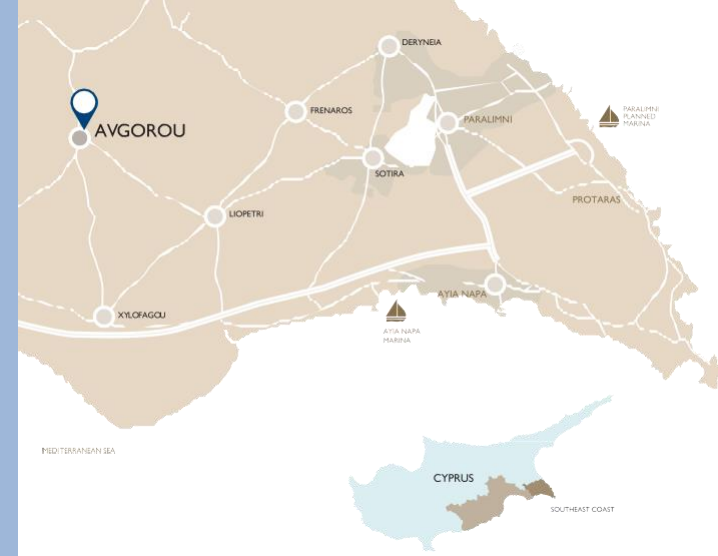 DERYNEIA
FRENAROS
PARALIMNI
PLANNED
MARINA
PARALIMNI
AVGOROU
SOTIRA
PROTARAS
LIOPETRI
AYIA NAPA
XYLOFAGOU
AYIA NAPA
MARINA
MEDITERRANEAN SEA
CYPRUS
SOUTHEAST COAST